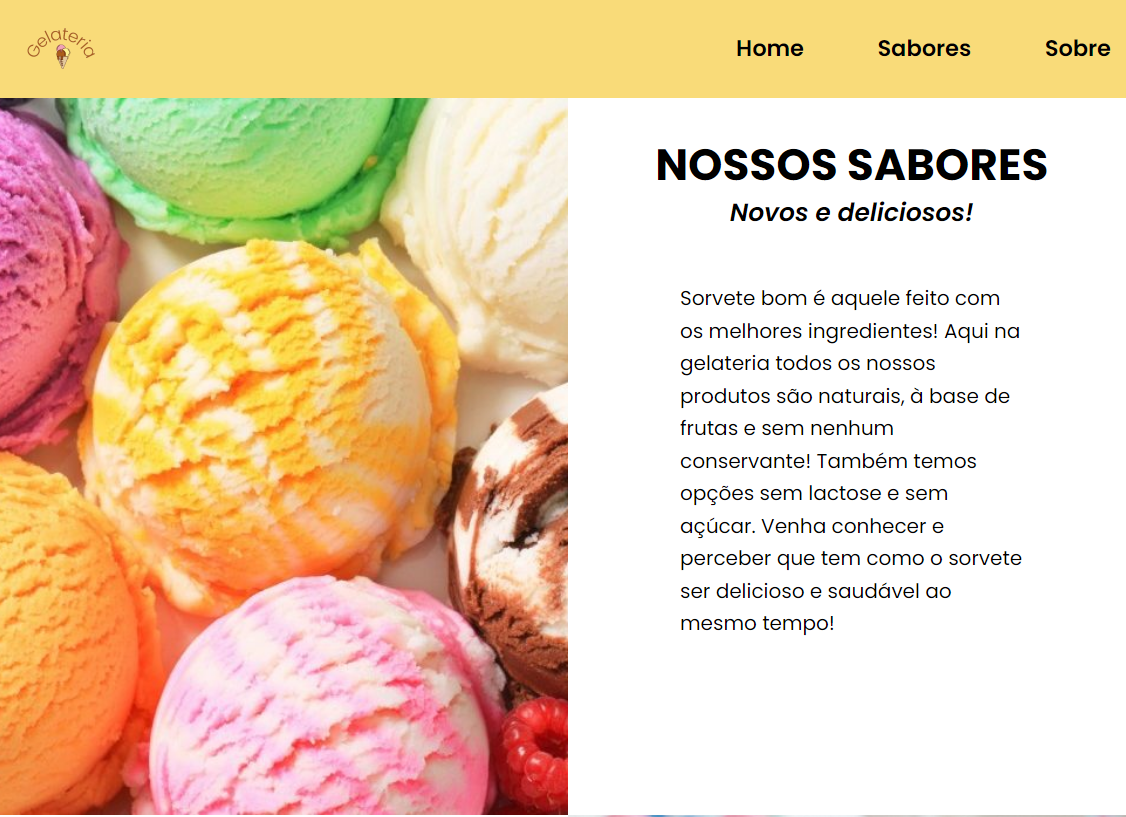 Gelateria
Home Sabores Sobre
NOSSOS SABORES
Novos e deliciosos!
Sorvete bom é aquele feito com
os melhores ingredientes! Aqui na
gelateria todos os nossos
produtos são naturais, à base de
frutas e sem nenhum
conservante! Também temos
opções sem lactose e sem
açúcar. Venha conhecer e
perceber que tem como o sorvete
ser delicioso e saudável ao
mesmo tempo!